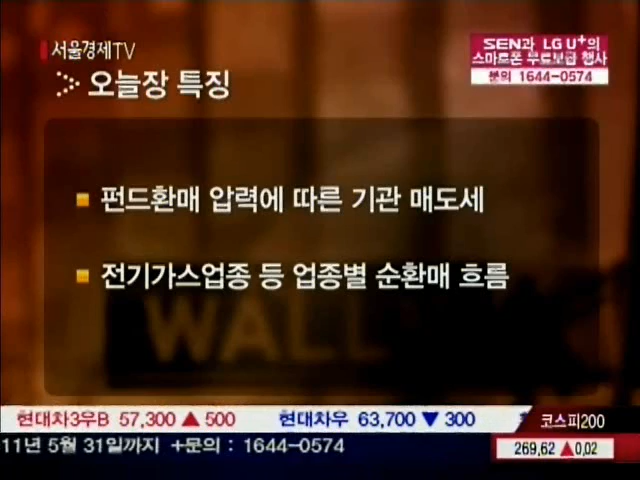 서울경제TV
오늘장 특징
SEN과 LG U+의
스마트폰 무료보급 행사
문의 1644-0574
펀드환매 압력에 따른 기관 매도세
전기가스업종 등 업종별 순환매 흐름
WALL
현대차3우B 57,300 ▲ 500 현대차우 63,700 ▼ 300
코스피200
11년 5월 31일까지 +문의 : 1644-0574
269,62 ▲0,02